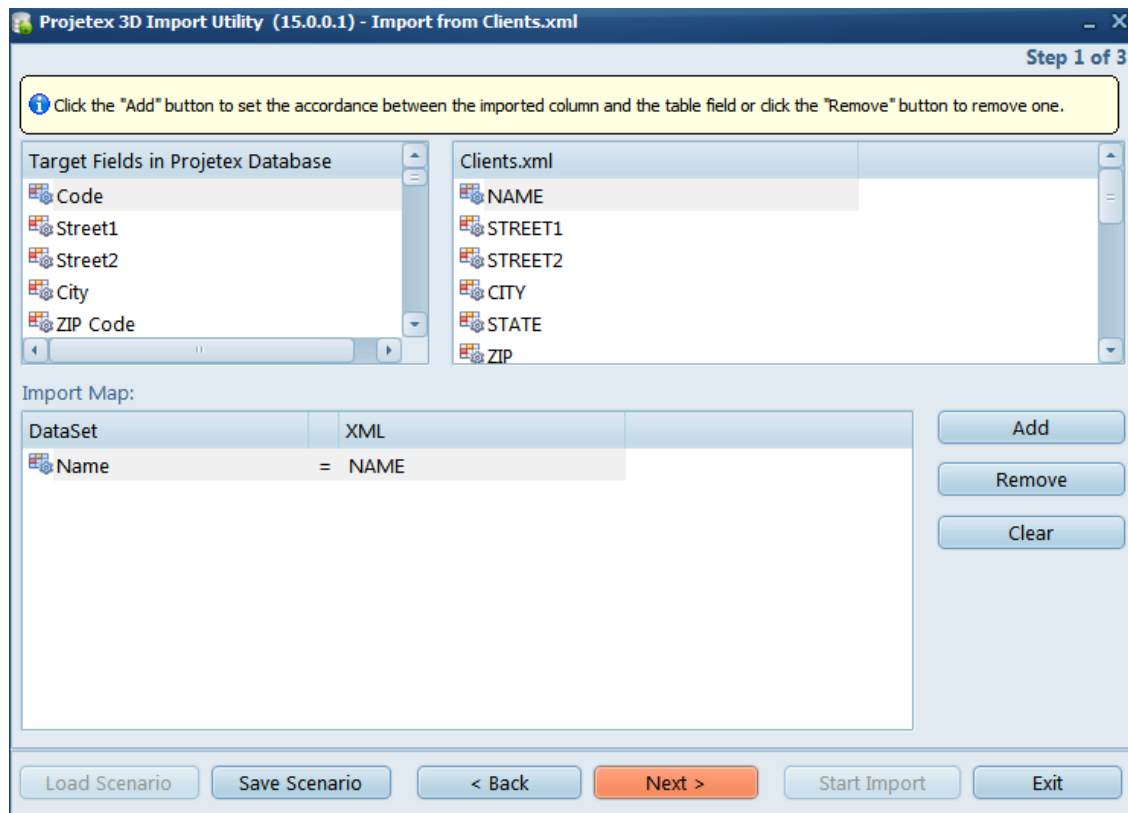 Projetex 3D Import Utility (15.0.0.1) - Import from Clients.xml
Step 1 of 3
Click the "Add" button to set the accordance between the imported column and the table field or click the "Remove" button to remove one.
Target Fields in Projetex Database
Code
Street1
Street2
City
ZIP Code
Clients.xml
NAME
STREET1
STREET2
CITY
STATE
ZIP
Import Map:
DataSet XML
Name = NAME
Add
Remove
Clear
Load Scenario Save Scenario < Back Next > Start Import Exit